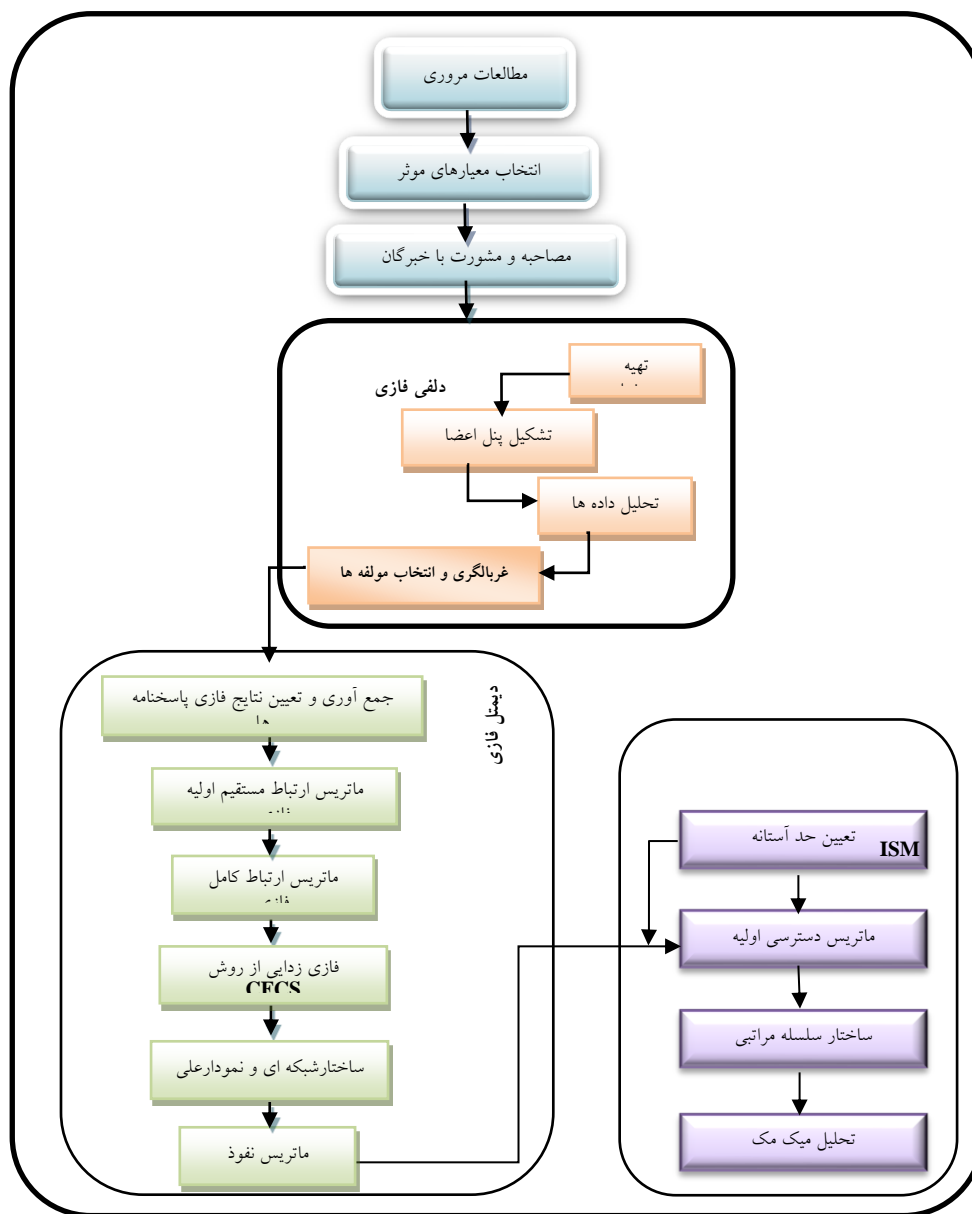 مطالعات مروری
انتخاب معیارهای موثر
مصاحبه و مشورت با خبرگان
دلفی فازی
تهیه
تشکیل پنل اعضا
تحلیل داده ها
غربالگری و انتخاب مولفه ها
دیمتل فازی
جمع آوری و تعیین نتایج فازی پاسخنامه
ماتریس ارتباط مستقیم اولیه
ماتریس ارتباط کامل
فازی زدایی از روش
CFCS
ساختارشبکه ای و نمودارعلی
ماتریس نفوذ
تعیین حد آستانه
ISM
ماتریس دسترسی اولیه
ساختار سلسله مراتبی
تحلیل میک مک